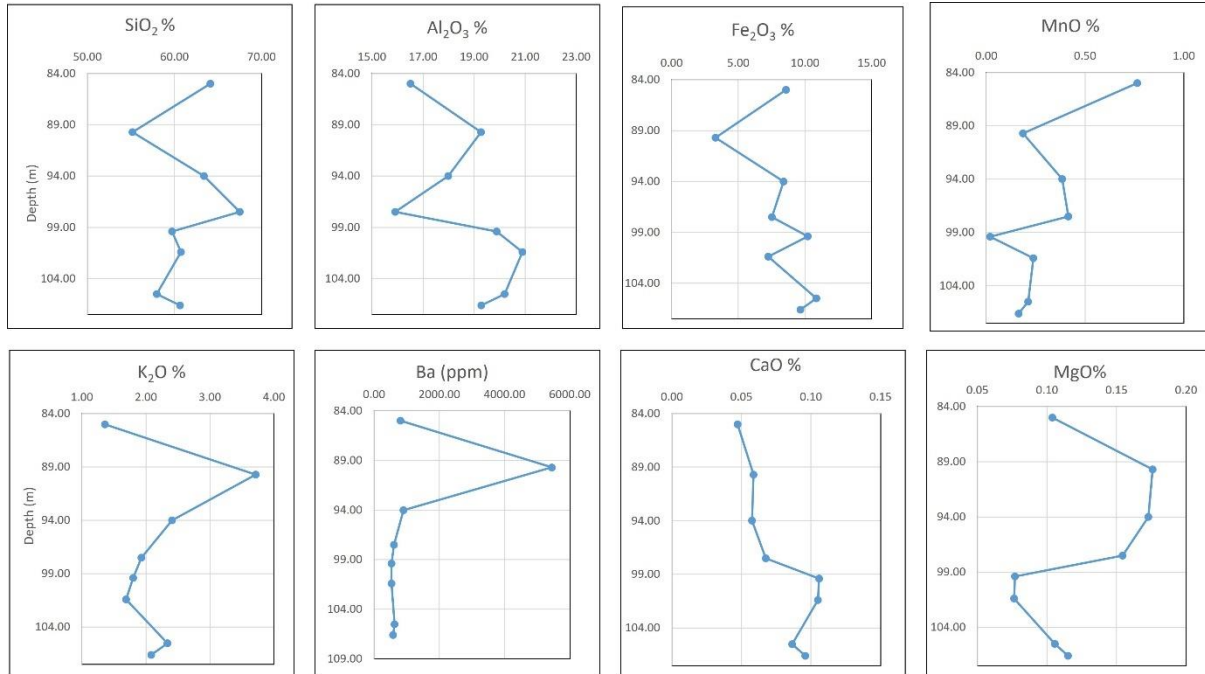 SiO₂ %
50.00 60.00 70.00
84.00
89.00
94.00
99.00
104.00
Depth (m)
Al₂O₃ %
15.00 17.00 19.00 21.00 23.00
84.00
89.00
94.00
99.00
104.00
Fe₂O₃ %
0.00 5.00 10.00 15.00
84.00
89.00
94.00
99.00
104.00
MnO %
0.00 0.50 1.00
84.00
89.00
94.00
99.00
104.00
K₂O %
1.00 2.00 3.00 4.00
84.00
89.00
94.00
99.00
104.00
Depth (m)
Ba (ppm)
0.00 2000.00 4000.00 6000.00
84.00
89.00
94.00
99.00
104.00
109.00
CaO %
0.00 0.05 0.10 0.15
84.00
89.00
94.00
99.00
104.00
MgO%
0.05 0.10 0.15 0.20
84.00
89.00
94.00
99.00
104.00